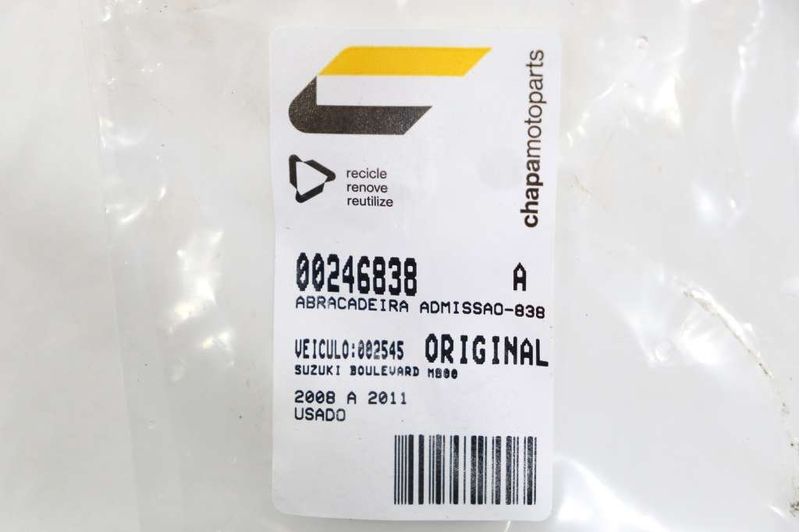 chapamotoparts
recicle
renove
reutilize
00246838 A
ABRACADEIRA ADMISSAO-838
VEICULO:002545 ORIGINAL
SUZUKI BOULEVARD M800
2008 A 2011
USADO